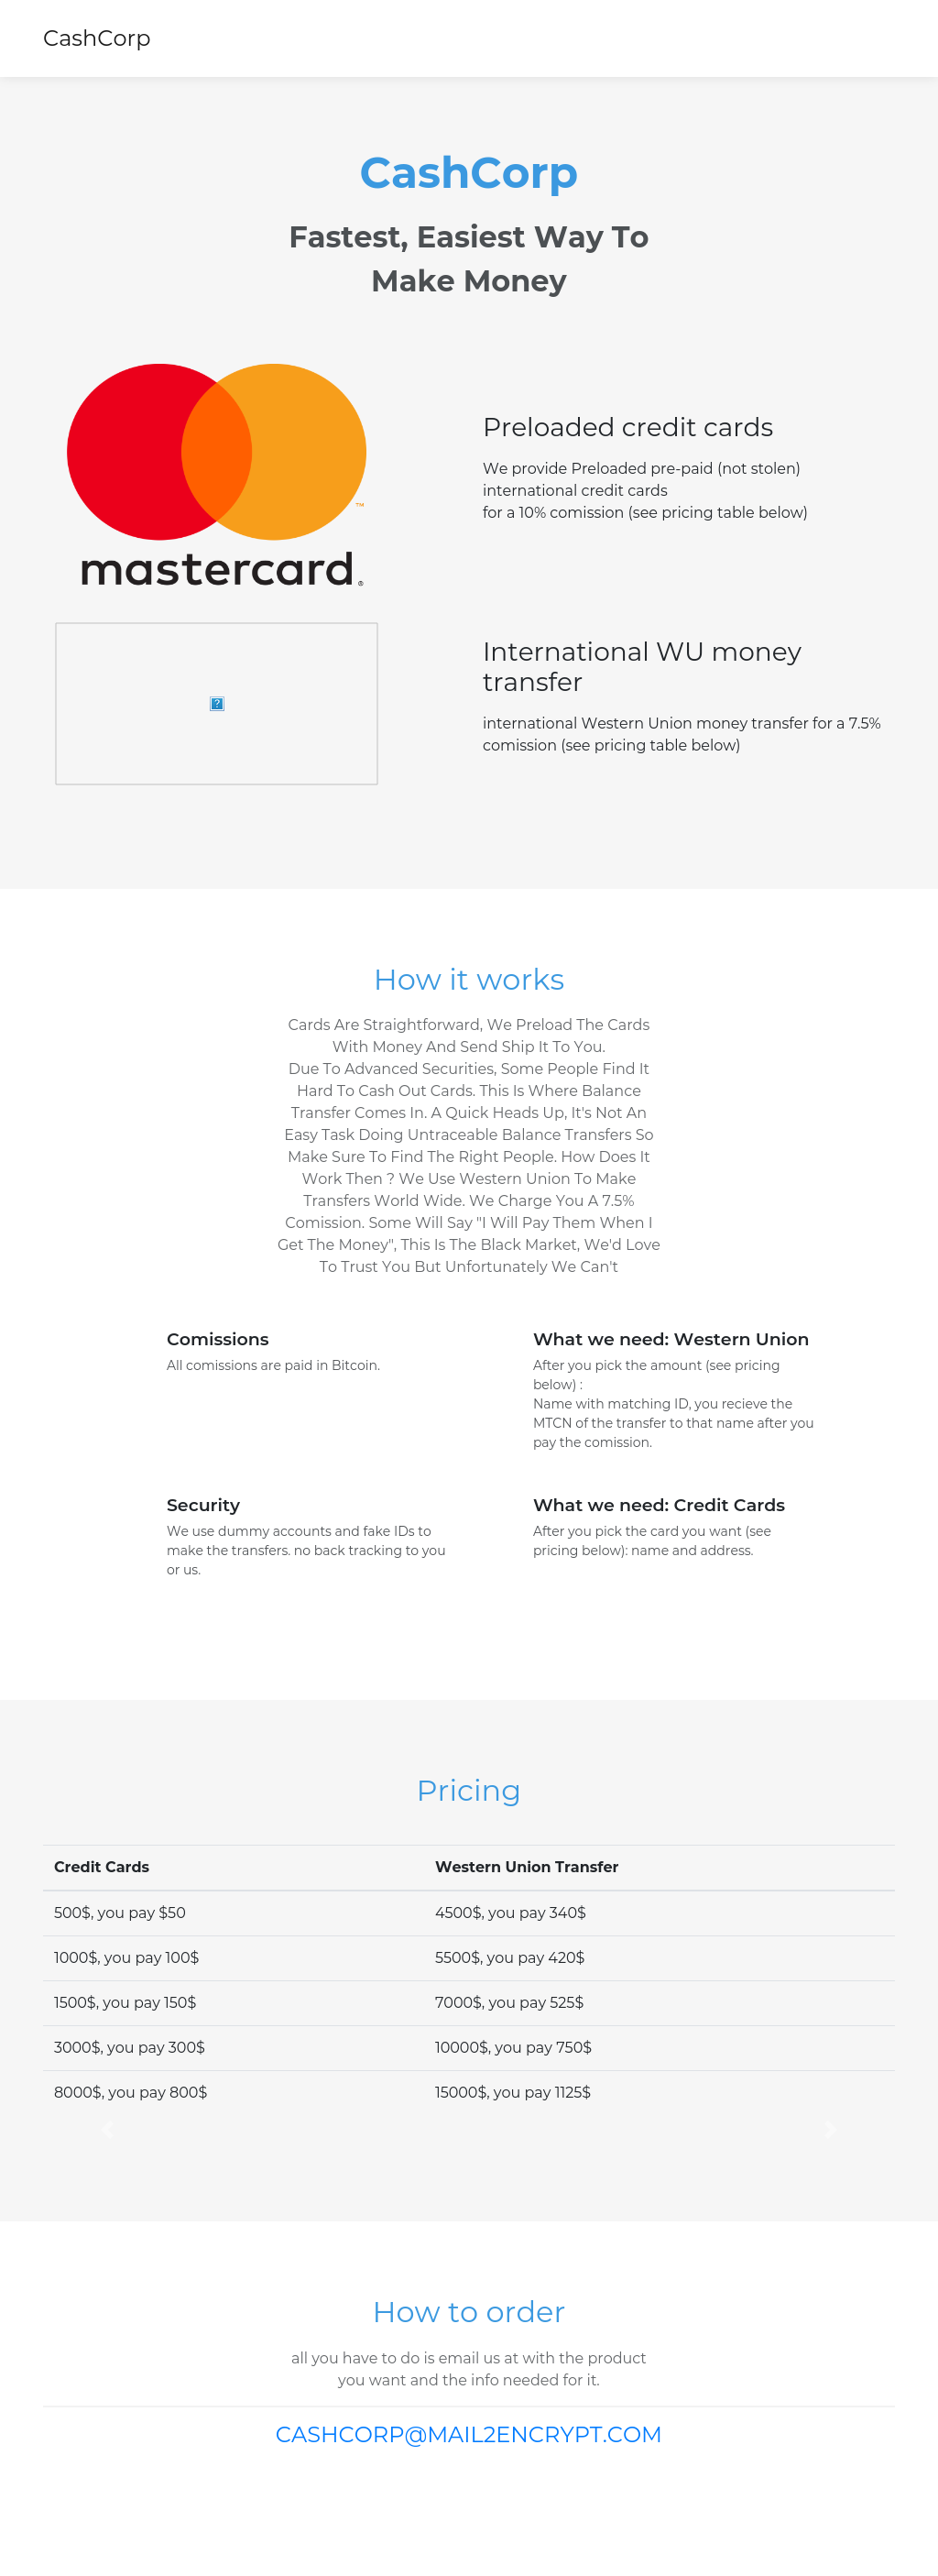 CashCorp
CashCorp
Fastest, Easiest Way To
Make Money
mastercard
TM
®
Preloaded credit cards
We provide Preloaded pre-paid (not stolen)
international credit cards
for a 10% comission (see pricing table below)
?
International WU money
transfer
international Western Union money transfer for a 7.5%
comission (see pricing table below)
How it works
Cards Are Straightforward, We Preload The Cards
With Money And Send Ship It To You.
Due To Advanced Securities, Some People Find It
Hard To Cash Out Cards. This Is Where Balance
Transfer Comes In. A Quick Heads Up, It's Not An
Easy Task Doing Untraceable Balance Transfers So
Make Sure To Find The Right People. How Does It
Work Then ? We Use Western Union To Make
Transfers World Wide. We Charge You A 7.5%
Comission. Some Will Say "I Will Pay Them When I
Get The Money", This Is The Black Market, We'd Love
To Trust You But Unfortunately We Can't
Comissions
All comissions are paid in Bitcoin.
What we need: Western Union
After you pick the amount (see pricing
below) :
Name with matching ID, you recieve the
MTCN of the transfer to that name after you
pay the comission.
Security
We use dummy accounts and fake IDs to
make the transfers. no back tracking to you
or us.
What we need: Credit Cards
After you pick the card you want (see
pricing below): name and address.
Pricing
Credit Cards Western Union Transfer
500$, you pay $50 4500$, you pay 340$
1000$, you pay 100$ 5500$, you pay 420$
1500$, you pay 150$ 7000$, you pay 525$
3000$, you pay 300$ 10000$, you pay 750$
8000$, you pay 800$ 15000$, you pay 1125$
How to order
all you have to do is email us at with the product
you want and the info needed for it.
CASHCORP@MAIL2ENCRYPT.COM